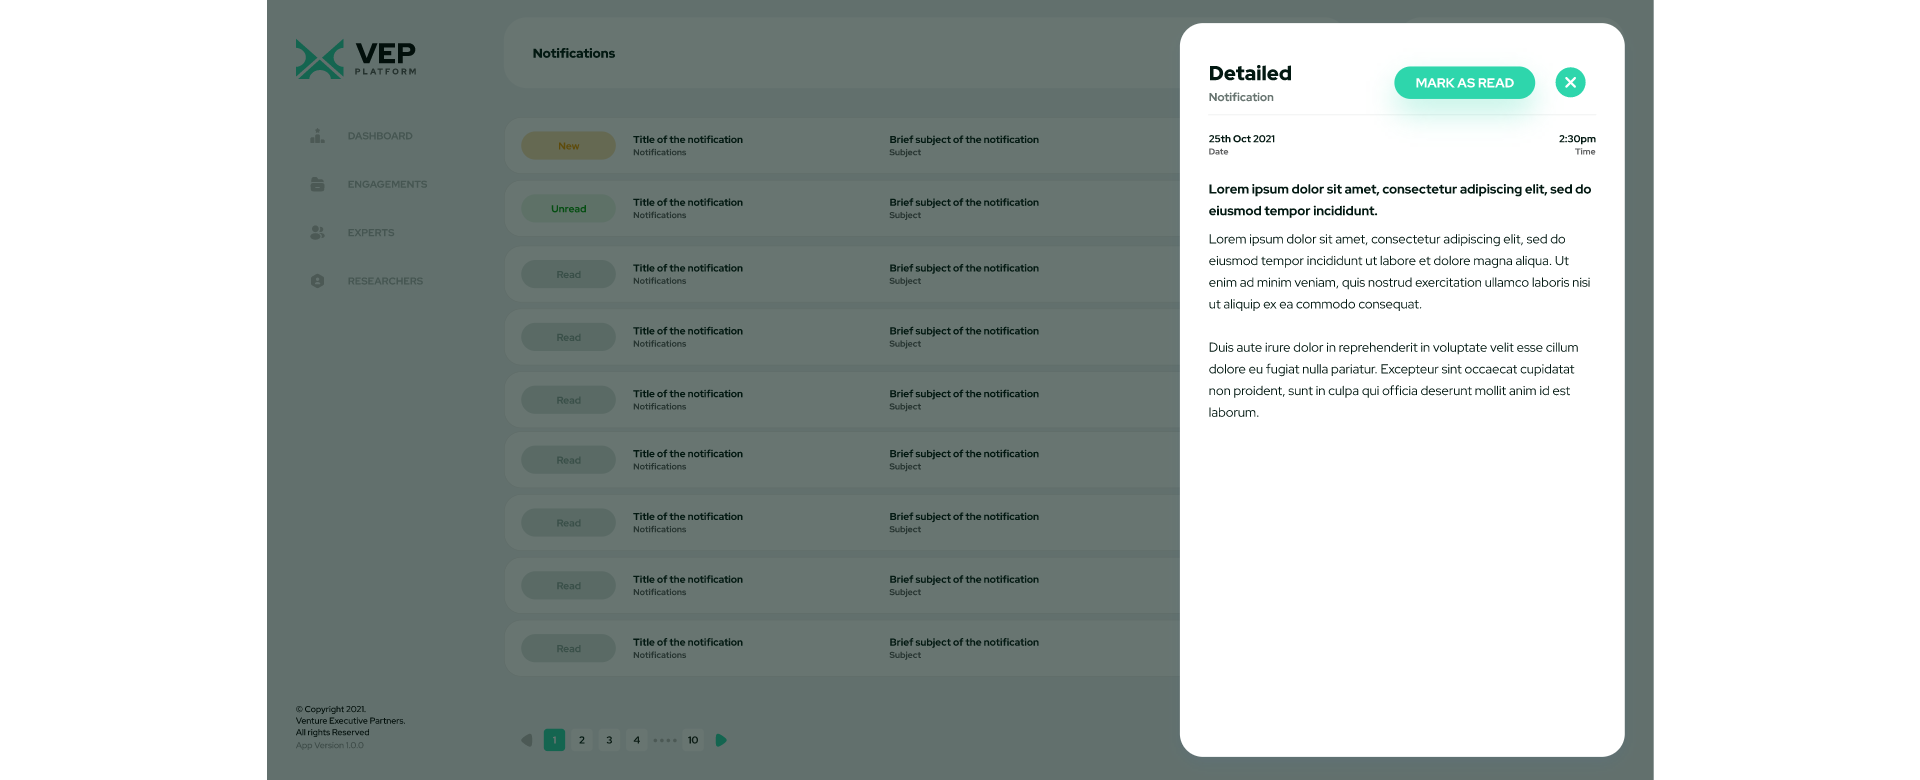 VEP
PLATFORM
DASHBOARD
ENGAGEMENTS
EXPERTS
RESEARCHERS
© Copyright 2021.
Venture Executive Partners.
All rights Reserved
App Version 1.0.0
Notifications
New
Title of the notification
Notifications
Brief subject of the notification
Subject
Unread
Title of the notification
Notifications
Brief subject of the notification
Subject
Read
Title of the notification
Notifications
Brief subject of the notification
Subject
Read
Title of the notification
Notifications
Brief subject of the notification
Subject
Read
Title of the notification
Notifications
Brief subject of the notification
Subject
Read
Title of the notification
Notifications
Brief subject of the notification
Subject
Read
Title of the notification
Notifications
Brief subject of the notification
Subject
Read
Title of the notification
Notifications
Brief subject of the notification
Subject
Read
Title of the notification
Notifications
Brief subject of the notification
Subject
1 2 3 4 •••• 10
Detailed
Notification
MARK AS READ
25th Oct 2021
Date
2:30pm
Time
Lorem ipsum dolor sit amet, consectetur adipiscing elit, sed do
eiusmod tempor incididunt.
Lorem ipsum dolor sit amet, consectetur adipiscing elit, sed do
eiusmod tempor incididunt ut labore et dolore magna aliqua. Ut
enim ad minim veniam, quis nostrud exercitation ullamco laboris nisi
ut aliquip ex ea commodo consequat.
Duis aute irure dolor in reprehenderit in voluptate velit esse cillum
dolore eu fugiat nulla pariatur. Excepteur sint occaecat cupidatat
non proident, sunt in culpa qui officia deserunt mollit anim id est
laborum.